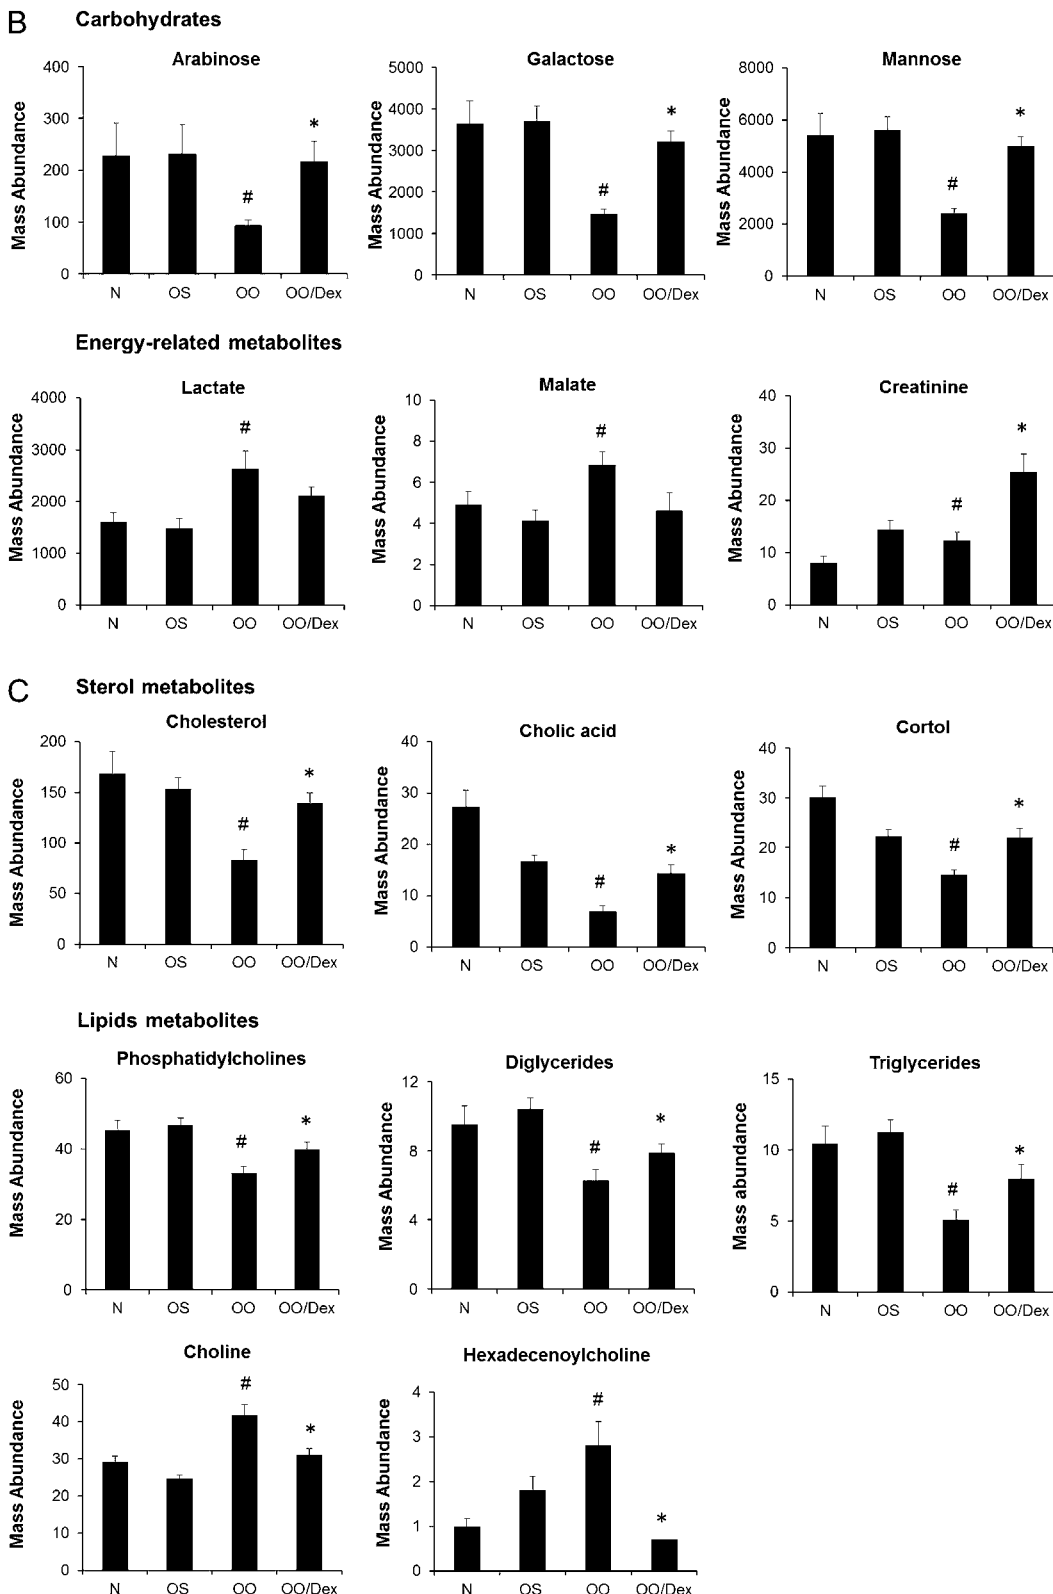 B Carbohydrates
Arabinose
Mass Abundance
400
300
200
100
0
#
*
N OS OO OO/Dex
Galactose
Mass Abundance
5000
4000
3000
2000
1000
0
#
*
N OS OO OO/Dex
Mannose
Mass Abundance
8000
6000
4000
2000
0
#
*
N OS OO OO/Dex
Energy-related metabolites
Lactate
Mass Abundance
4000
3000
2000
1000
0
#
N OS OO OO/Dex
Malate
Mass Abundance
10
8
6
4
2
0
#
N OS OO OO/Dex
Creatinine
Mass Abundance
40
30
20
10
0
#
*
N OS OO OO/Dex
C Sterol metabolites
Cholesterol
Mass Abundance
200
150
100
50
0
#
*
N OS OO OO/Dex
Cholic acid
Mass Abundance
40
30
20
10
0
#
*
N OS OO OO/Dex
Cortol
Mass Abundance
40
30
20
10
0
#
*
N OS OO OO/Dex
Lipids metabolites
Phosphatidylcholines
Mass Abundance
60
40
20
0
#
*
N OS OO OO/Dex
Diglycerides
Mass Abundance
12
8
4
0
#
*
N OS OO OO/Dex
Triglycerides
Mass abundance
15
10
5
0
#
*
N OS OO OO/Dex
Choline
Mass Abundance
50
40
30
20
10
0
#
*
N OS OO OO/Dex
Hexadecenoylcholine
Mass Abundance
4
3
2
1
0
#
*
N OS OO OO/Dex